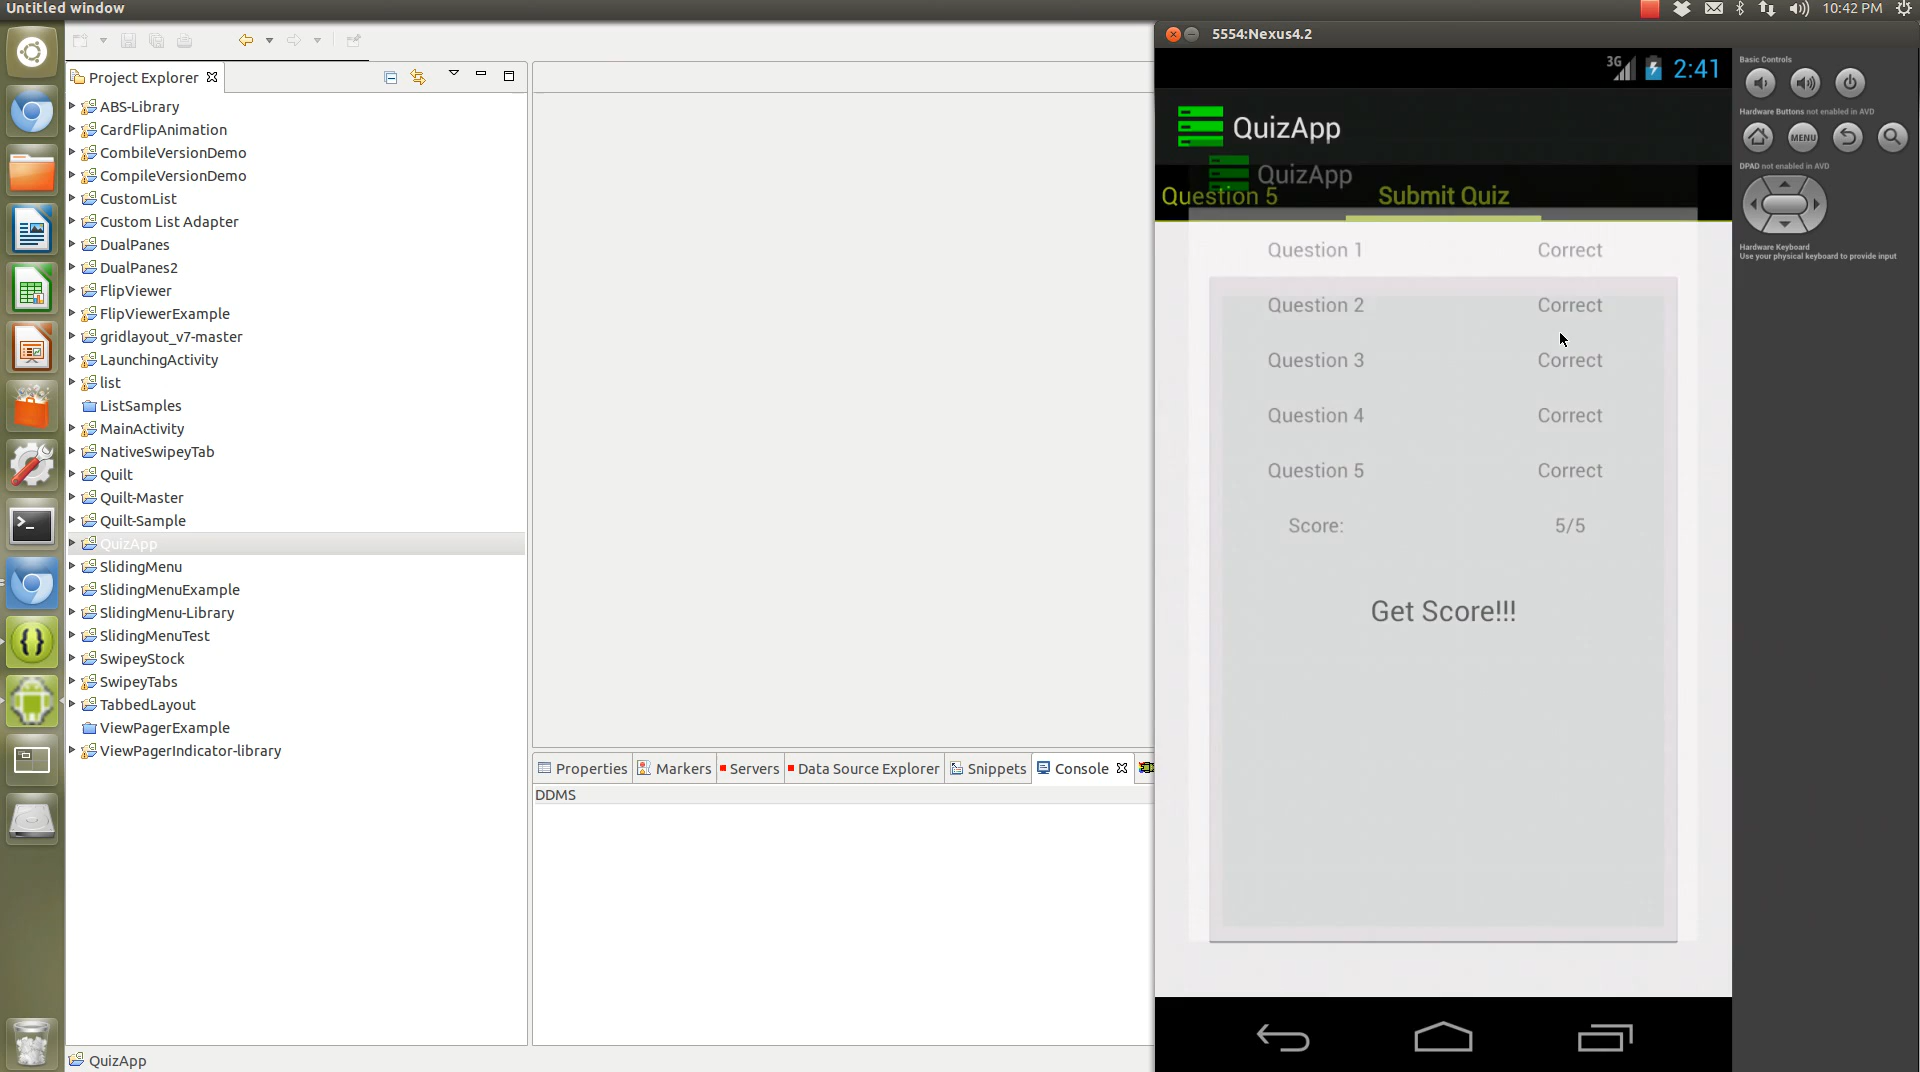 Untitled window
10:42 PM
Project Explorer
ABS-Library
CardFlipAnimation
CombileVersionDemo
CompileVersionDemo
CustomList
Custom List Adapter
DualPanes
DualPanes2
FlipViewer
FlipViewerExample
gridlayout_v7-master
LaunchingActivity
list
ListSamples
MainActivity
NativeSwipeyTab
Quilt
Quilt-Master
Quilt-Sample
QuizApp
SlidingMenu
SlidingMenuExample
SlidingMenu-Library
SlidingMenuTest
SwipeyStock
SwipeyTabs
TabbedLayout
ViewPagerExample
ViewPagerIndicator-library
QuizApp
Properties Markers Servers Data Source Explorer Snippets Console
DDMS
5554:Nexus4.2
3G 2:41
QuizApp
QuizApp
Question 5 Submit Quiz
Question 1 Correct
Question 2 Correct
Question 3 Correct
Question 4 Correct
Question 5 Correct
Score: 5/5
Get Score!!!
Basic Controls
Hardware Buttons not enabled in AVD
MENU
DPAD not enabled in AVD
Hardware Keyboard
Use your physical keyboard to provide input